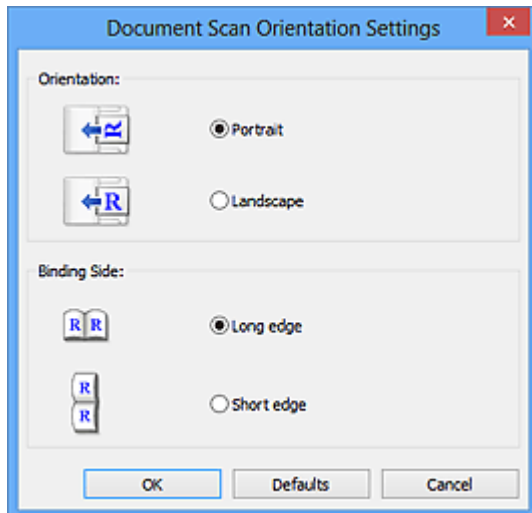 Document Scan Orientation Settings
Orientation:
R
Portrait
R
Landscape
Binding Side:
R R
Long edge
R
R
Short edge
OK Defaults Cancel